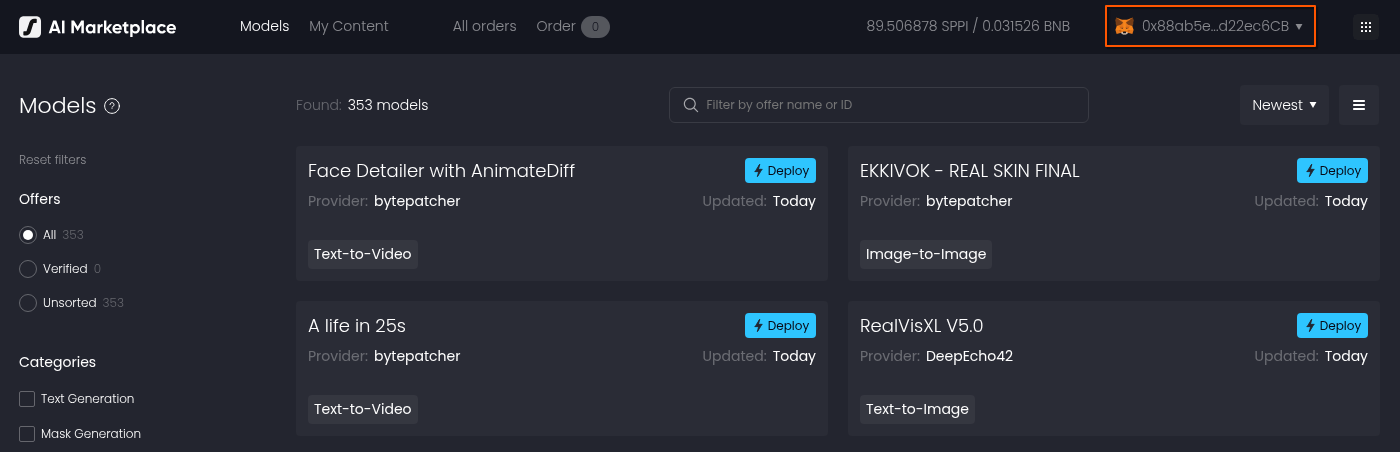 AI Marketplace Models My Content All orders Order 0 89.506878 SPPI / 0.031526 BNB 0x88ab5e...d22ec6CB
Models ?
Found: 353 models
Filter by offer name or ID
Newest
Reset filters
Offers
All 353
Verified 0
Unsorted 353
Categories
Text Generation
Mask Generation
Face Detailer with AnimateDiff
Deploy
Provider: bytepatcher
Updated: Today
Text-to-Video
EKKIVOK - REAL SKIN FINAL
Deploy
Provider: bytepatcher
Updated: Today
Image-to-Image
A life in 25s
Deploy
Provider: bytepatcher
Updated: Today
Text-to-Video
RealVisXL V5.0
Deploy
Provider: DeepEcho42
Updated: Today
Text-to-Image